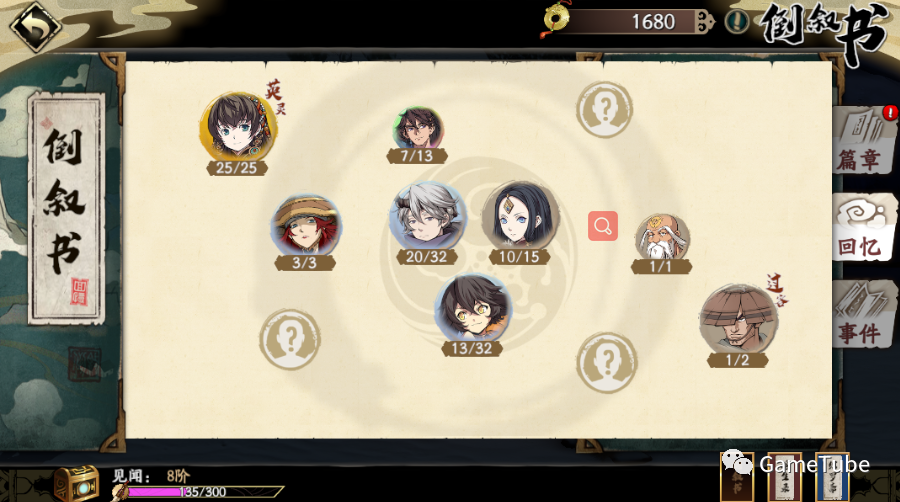 1680
倒叙书
倒叙书
英灵
25/25
7/13
3/3
20/32
10/15
1/1
13/32
过客
1/2
篇章
回忆
事件
见闻： 8阶
135/300
GameTube